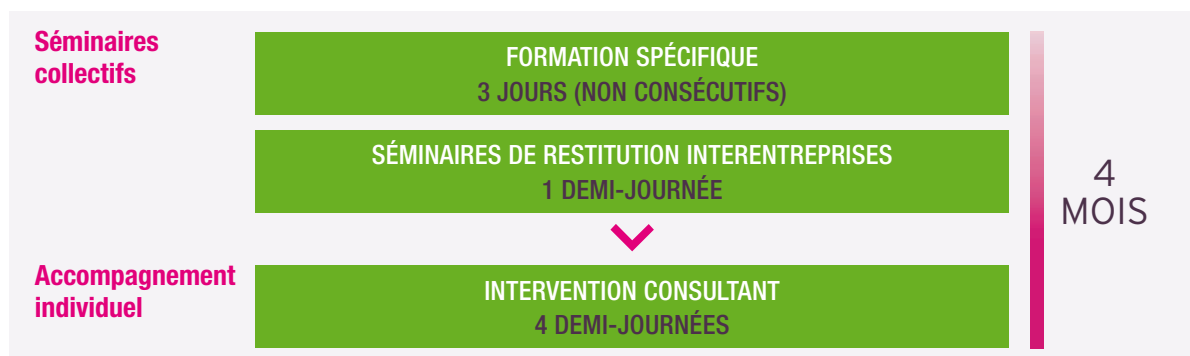 Séminaires
collectifs
FORMATION SPÉCIFIQUE
3 JOURS (NON CONSÉCUTIFS)
SÉMINAIRES DE RESTITUTION INTERENTREPRISES
1 DEMI-JOURNÉE
4
MOIS
Accompagnement
individuel
INTERVENTION CONSULTANT
4 DEMI-JOURNÉES